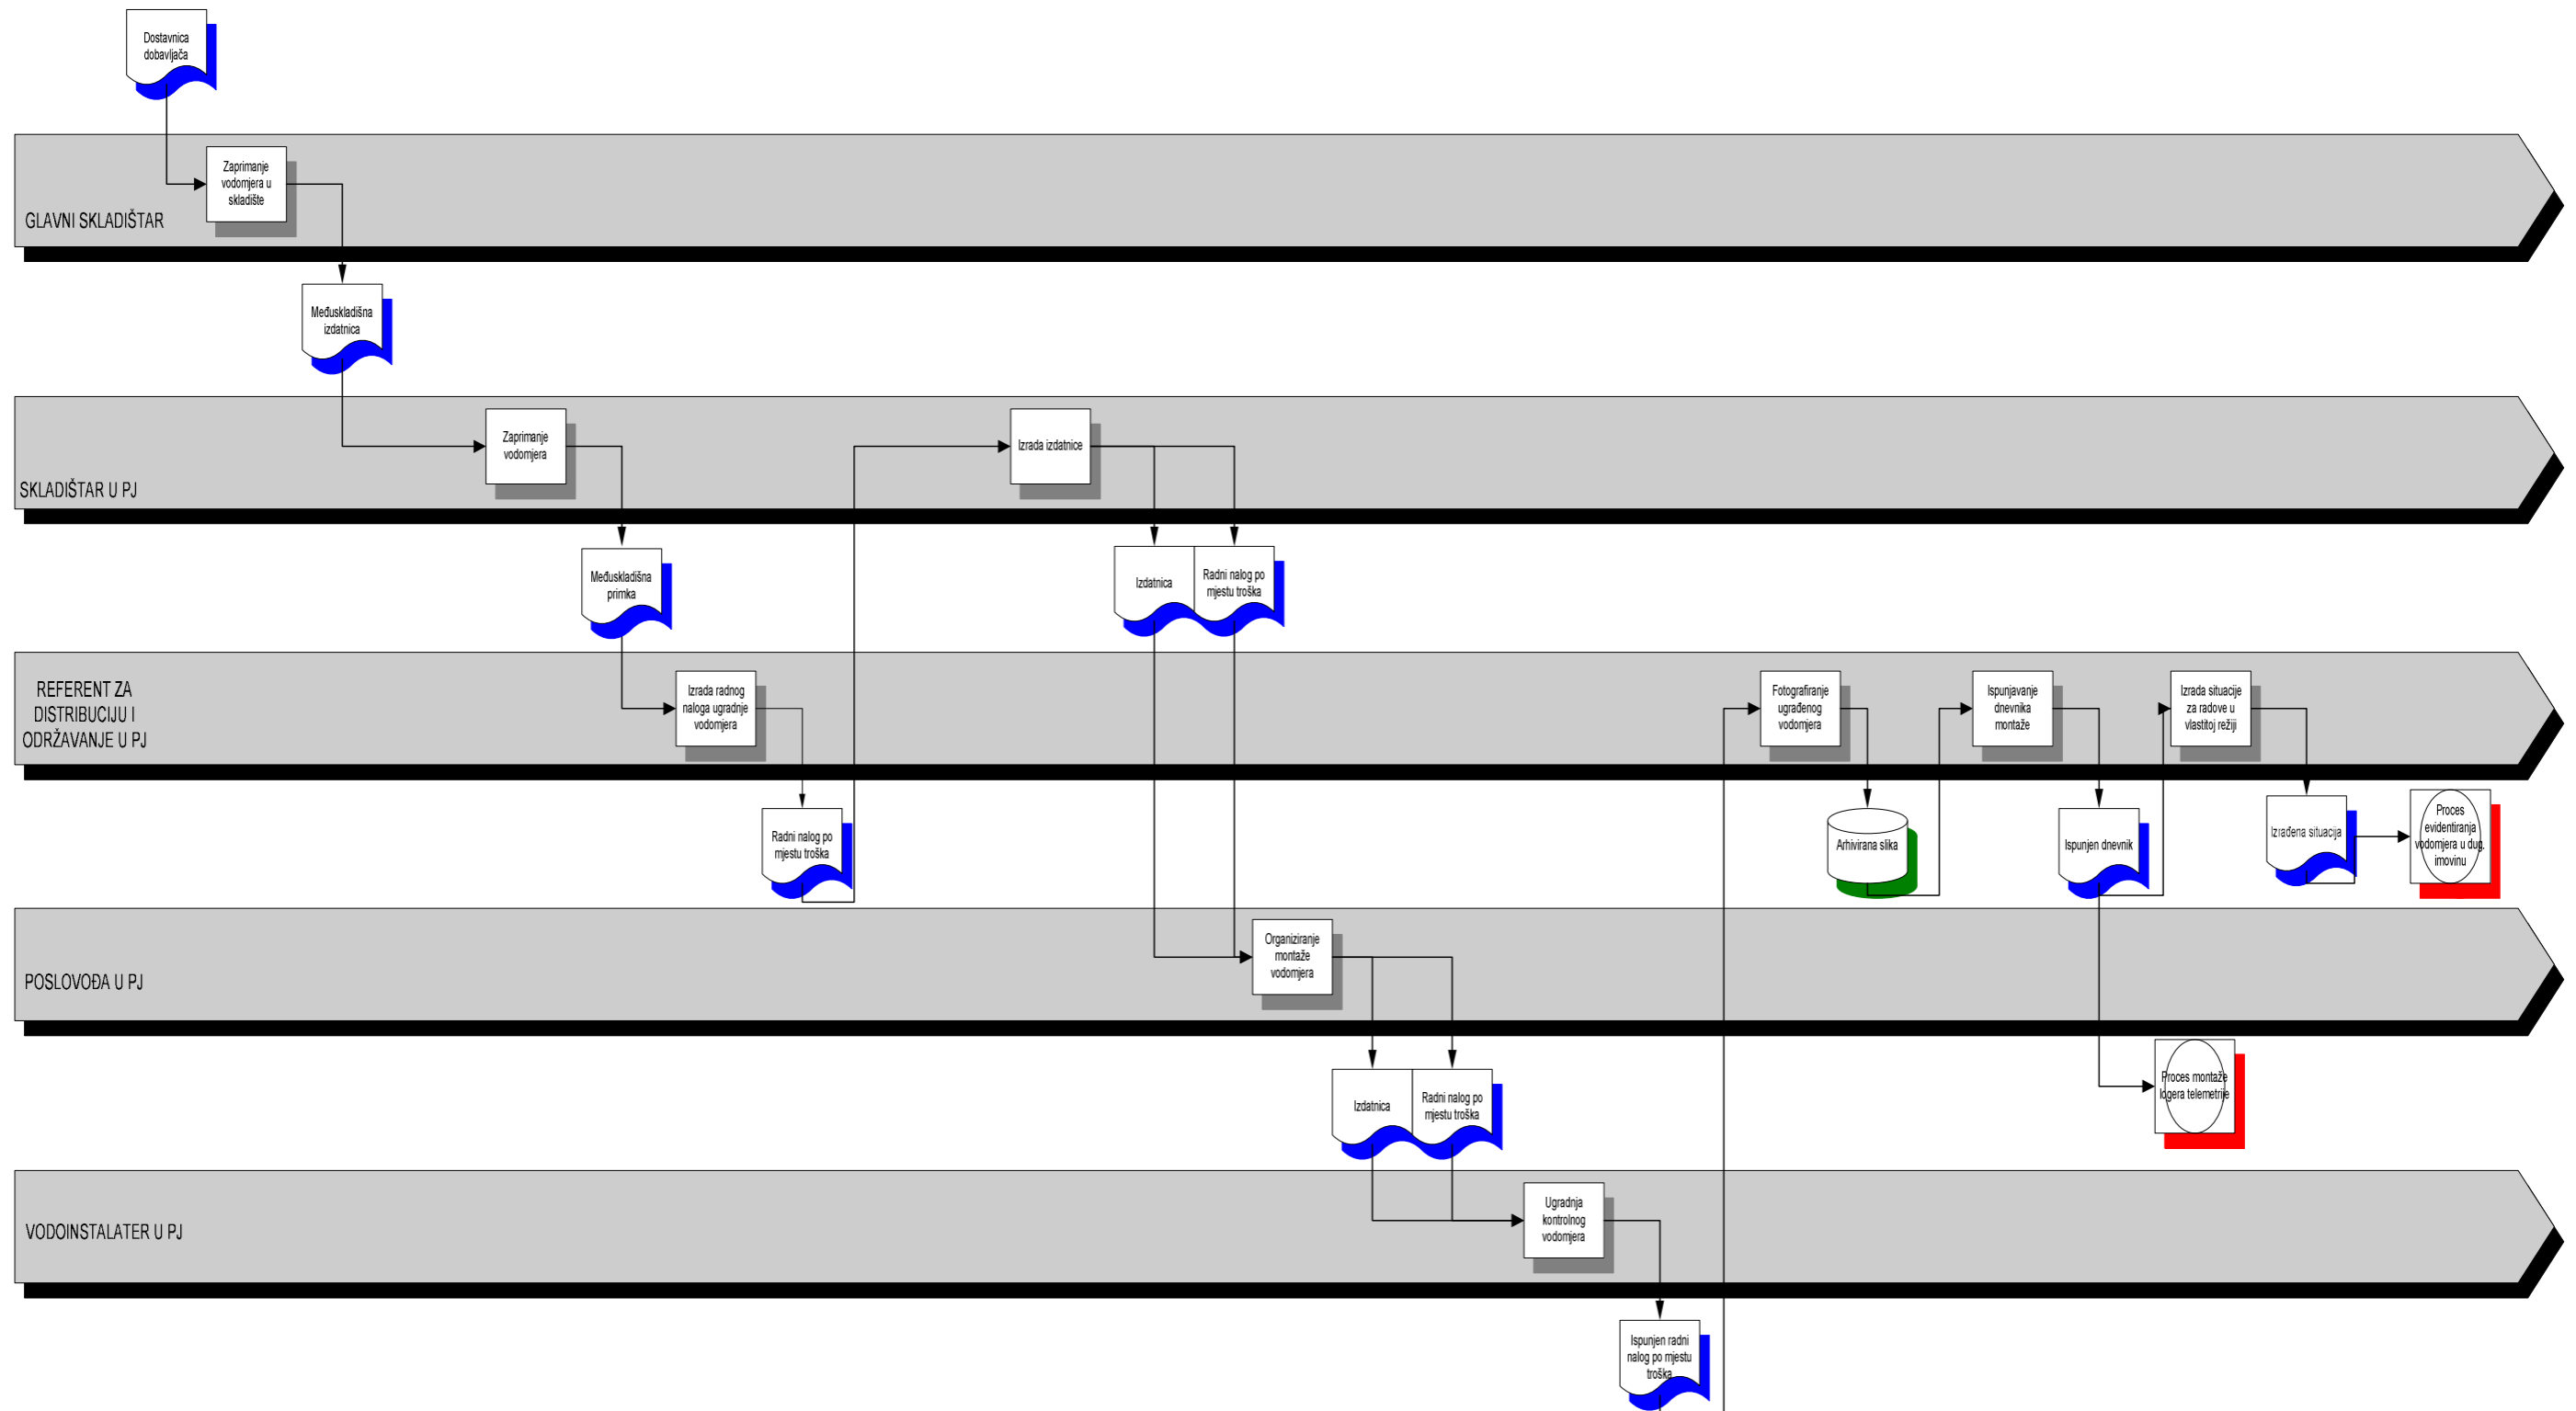 Dostavnica
dobavljača
Zaprimanje
vodomjera u
skladište
GLAVNI SKLADIŠTAR
Međuskladišna
izdatnica
Zaprimanje
vodomjera
Izrada izdatnice
SKLADIŠTAR U PJ
Međuskladišna
primka
Izdatnica
Radni nalog po
mjestu troška
REFERENT ZA
DISTRIBUCIJU I
ODRŽAVANJE U PJ
Izrada radnog
naloga ugradnje
vodomjera
Fotografiranje
ugrađenog
vodomjera
Ispunjavanje
dnevnika
montaže
Izrada situacije
za radove u
vlastitoj režiji
Radni nalog po
mjestu troška
Arhivirana slika
Ispunjen dnevnik
Izrađena situacija
Proces
evidentiranja
vodomjera u dug.
imovinu
Organiziranje
montaže
vodomjera
POSLOVOĐA U PJ
Izdatnica
Radni nalog po
mjestu troška
Proces montaže
logera telemetrije
Ugradnja
kontrolnog
vodomjera
VODOINSTALATER U PJ
Ispunjen radni
nalog po mjestu
troška